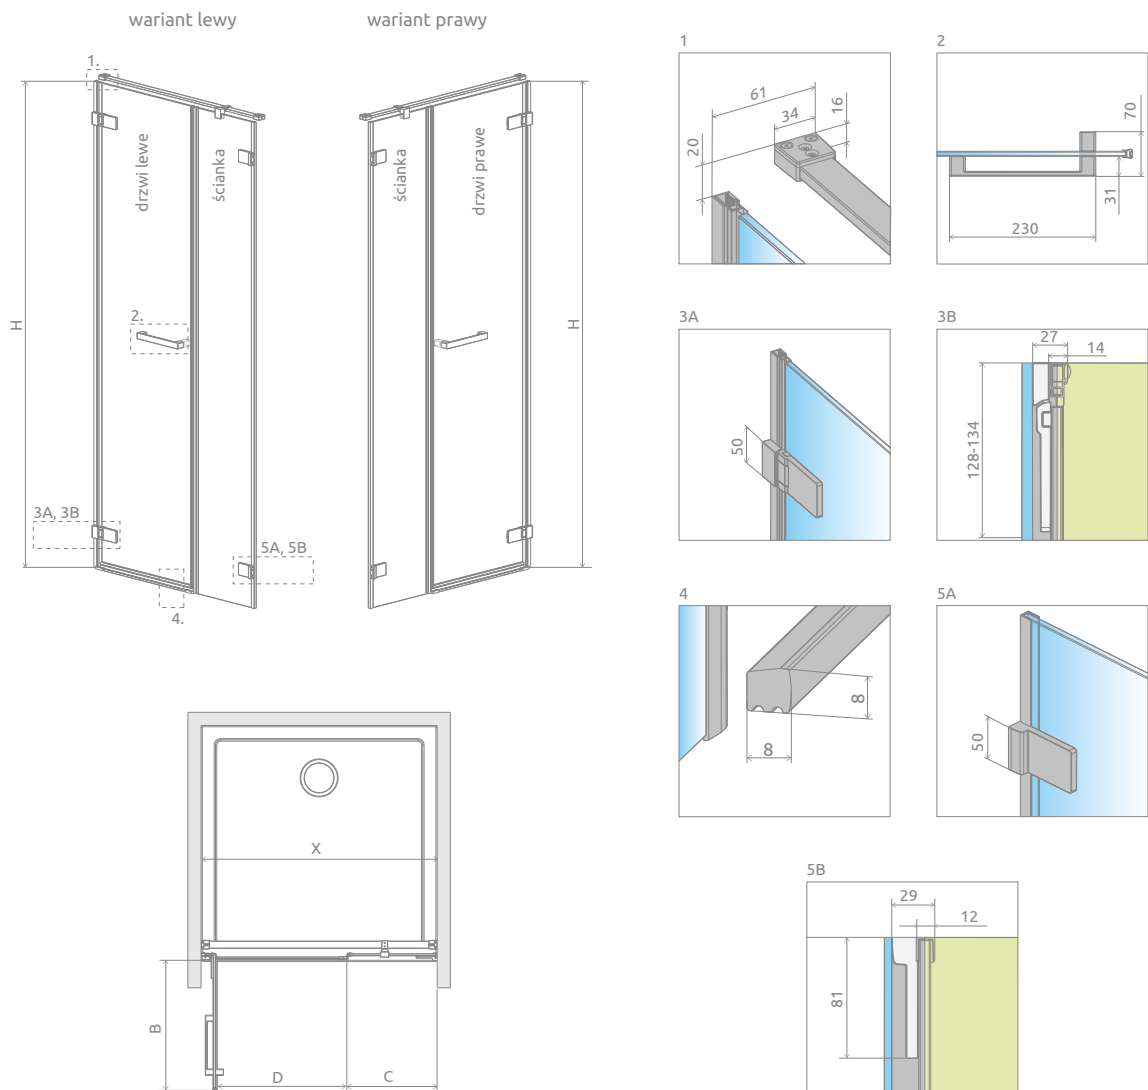 wariant lewy
wariant prawy
1.
H
drzwi lewe
ścianka
2.
3A, 3B
5A, 5B
4.
ścianka
drzwi prawe
H
1
61
34
16
20
2
70
31
230
3A
50
3B
27
14
128-134
4
8
8
5A
50
X
B
D
C
5B
29
12
81